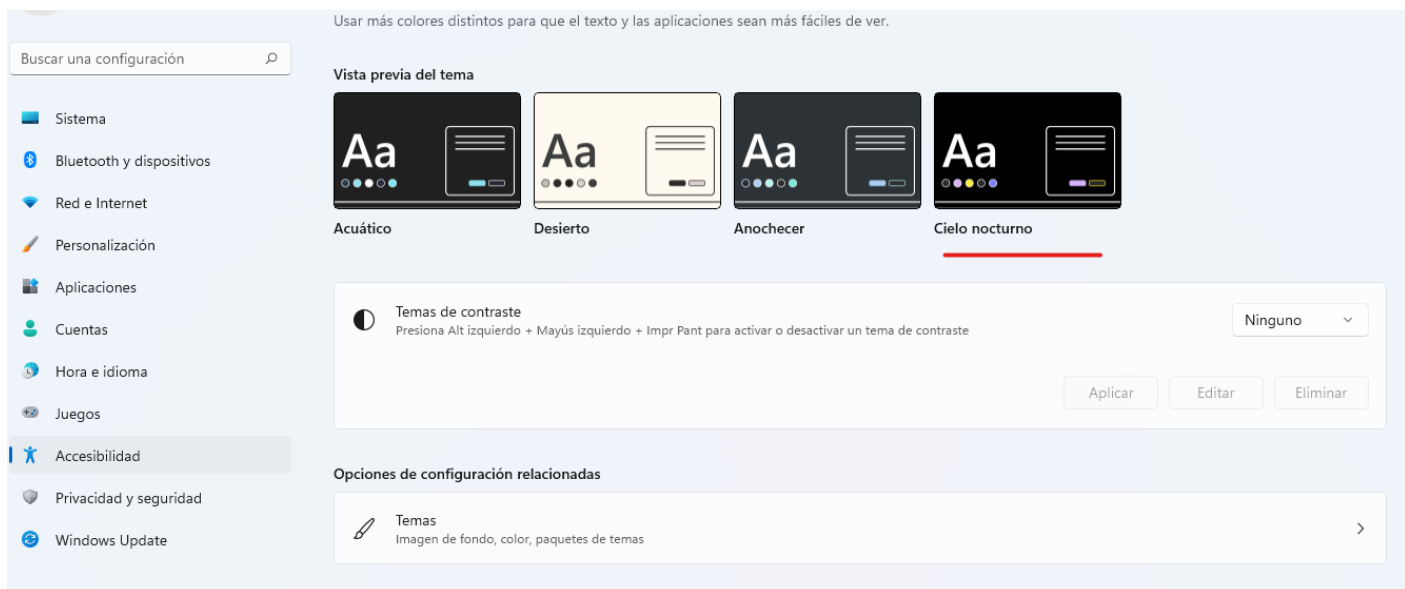 Usar más colores distintos para que el texto y las aplicaciones sean más fáciles de ver.
Buscar una configuración
Sistema
Bluetooth y dispositivos
Red e Internet
Personalización
Aplicaciones
Cuentas
Hora e idioma
Juegos
Accesibilidad
Privacidad y seguridad
Windows Update
Vista previa del tema
Aa
Aa
Aa
Aa
Acuático
Desierto
Anochecer
Cielo nocturno
Temas de contraste
Presiona Alt izquierdo + Mayús izquierdo + Impr Pant para activar o desactivar un tema de contraste
Ninguno
Aplicar
Editar
Eliminar
Opciones de configuración relacionadas
Temas
Imagen de fondo, color, paquetes de temas